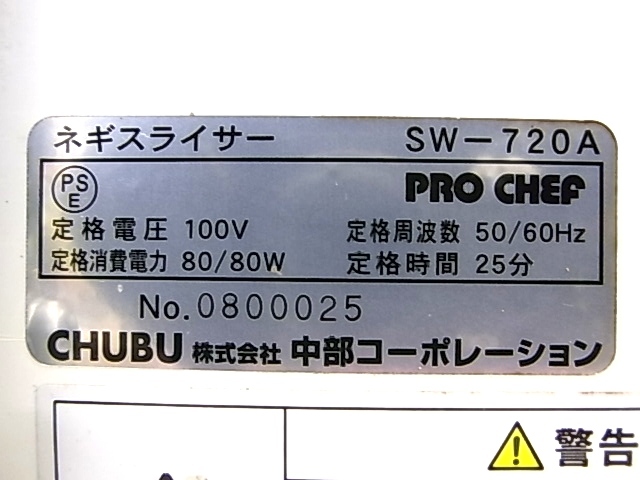 ネギスライサー SW-720A
PSE PRO CHEF
定格電圧 100V 定格周波数 50/60Hz
定格消費電力 80/80W 定格時間 25分
No.0800025
CHUBU 株式会社 中部コーポレーション
警告